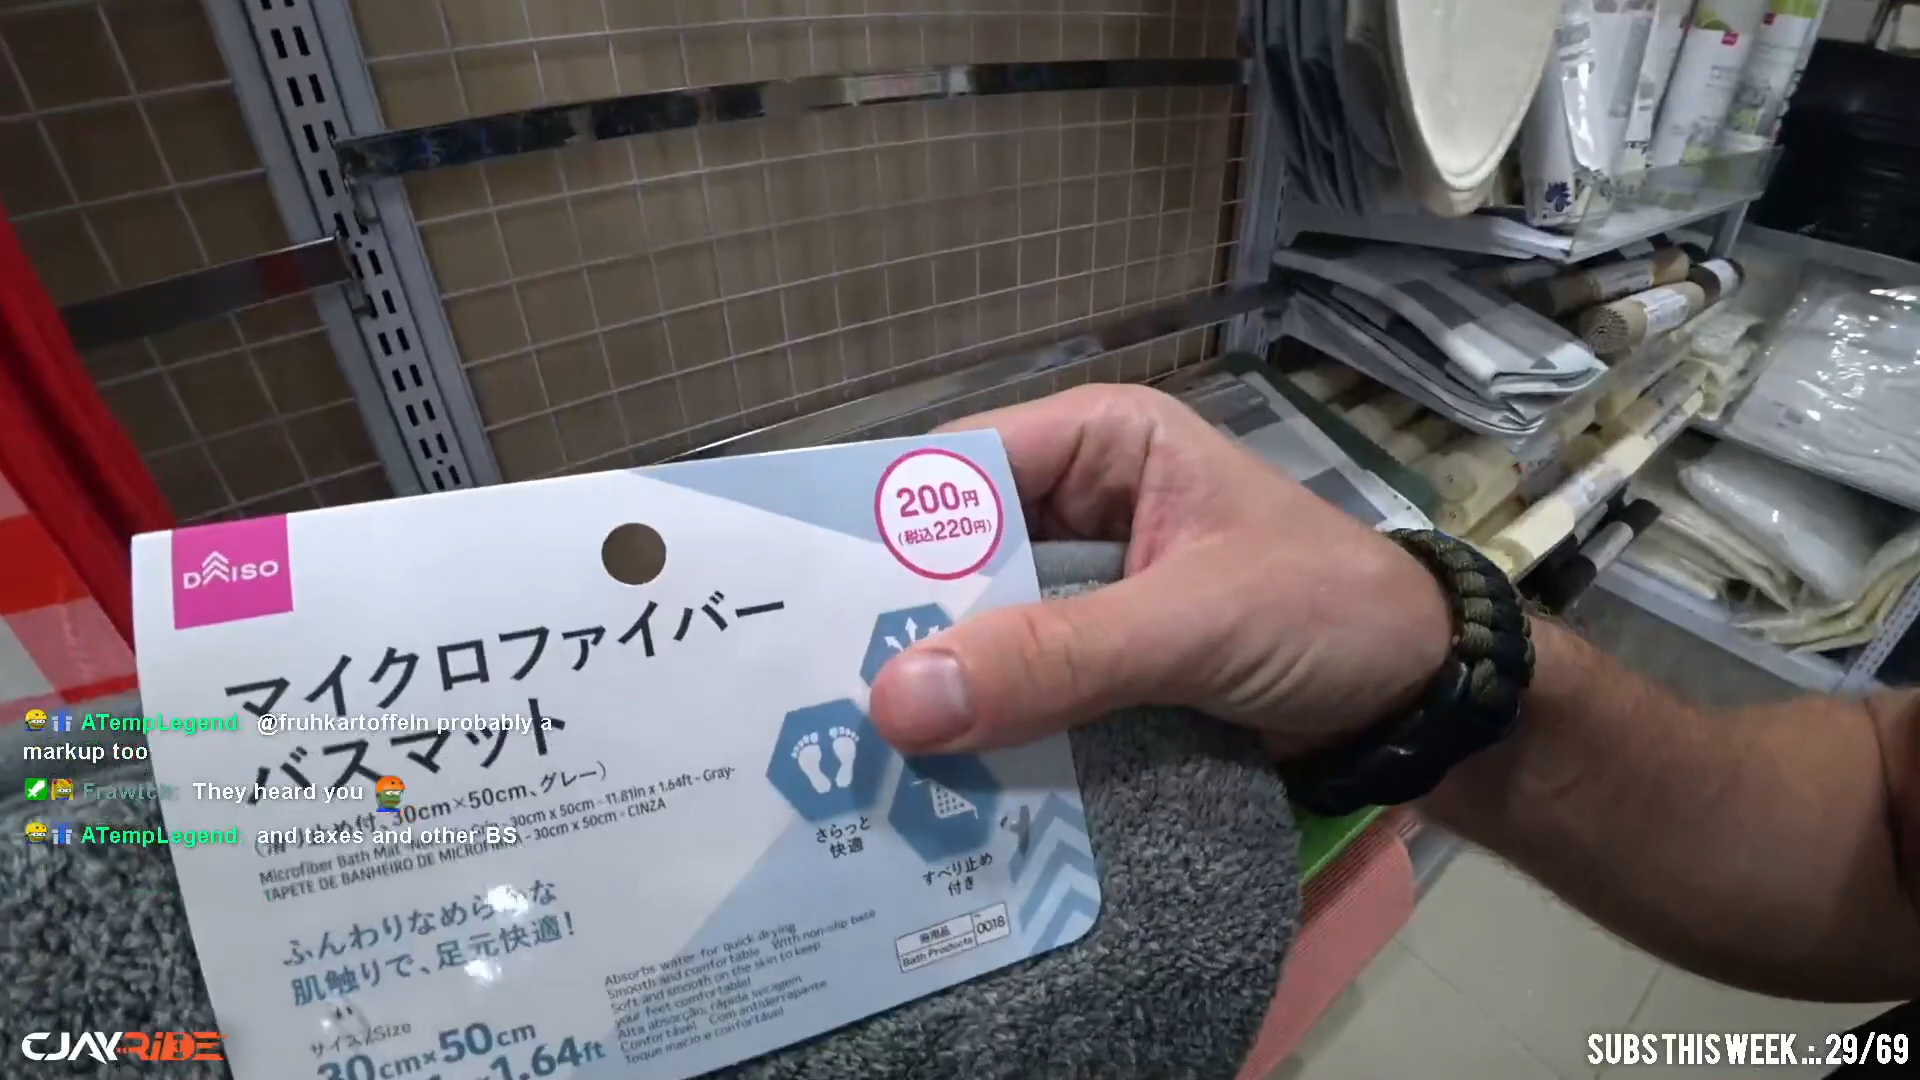 200円
(税込220円)
DAISO
マイクロファイバー
バスマット
30cm×50cm、グレー)
Microfiber Bath Mat - 30cm x 50cm - 11.81in x 1.64ft - Gray-
TAPETE DE BANHEIRO DE MICROFIBRA - 30cm x 50cm - CINZA
さらっと
快適
すべり止め
付き
ふんわりなめらかな
肌触りで、足元快適!
Absorbs water for quick drying
Smooth and comfortable With non-slip base
Soft and smooth on the skin to keep
your feet comfortable!
Alta absorção, rápida secagem
Confortável Com antiderrapante
Toque macio e confortável
Bath Products 0018
サイズ/Size
30cm×50cm
1.64ft
ATempLegend: @fruhkartoffeln probably a
markup too
Frawtch: They heard you
ATempLegend: and taxes and other BS
CJAYRIDE
SUBS THIS WEEK .:. 29/69